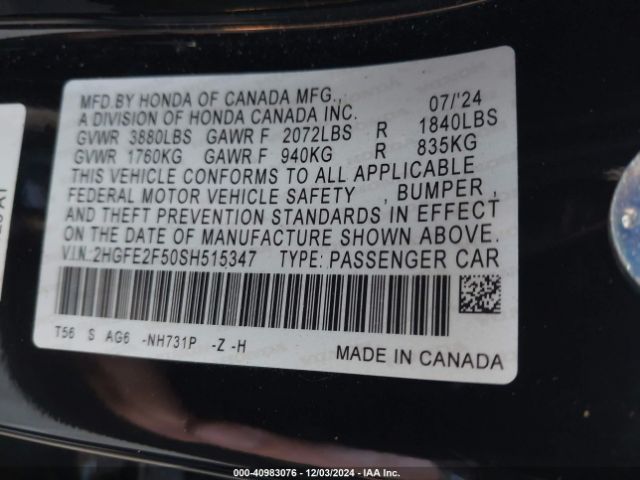 MFD.BY HONDA OF CANADA MFG., 07/'24
A DIVISION OF HONDA CANADA INC.
GVWR 3880LBS GAWR F 2072LBS R 1840LBS
GVWR 1760KG GAWR F 940KG R 835KG
THIS VEHICLE CONFORMS TO ALL APPLICABLE
FEDERAL MOTOR VEHICLE SAFETY , BUMPER ,
AND THEFT PREVENTION STANDARDS IN EFFECT
ON THE DATE OF MANUFACTURE SHOWN ABOVE.
V.I.N.:2HGFE2F50SH515347 TYPE: PASSENGER CAR
T56 S AG6 -NH731P -Z -H
MADE IN CANADA
000-40983076 - 12/03/2024 - IAA Inc.